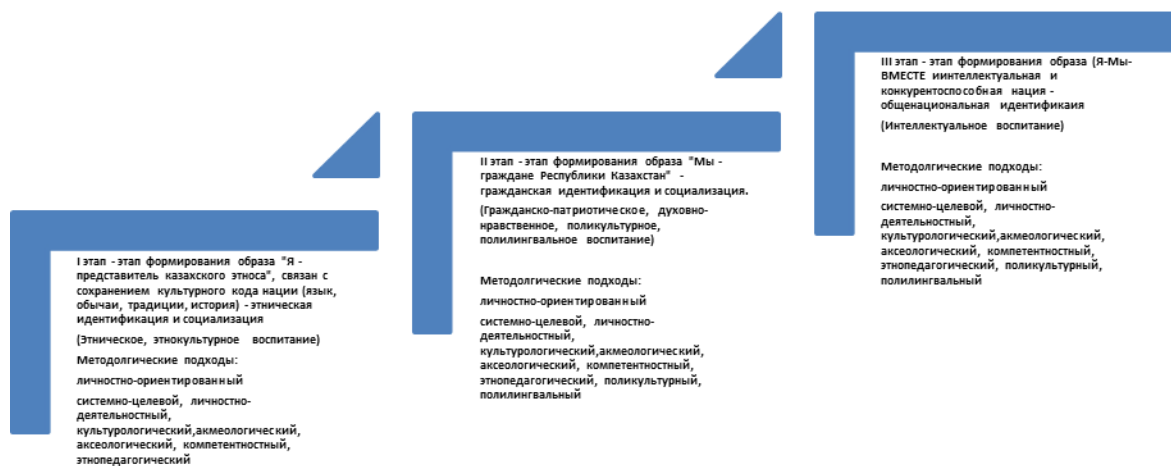 I этап - этап формирования образа "Я -
представитель казахского этноса", связан с
сохранением культурного кода нации (язык,
обычаи, традиции, история) - этническая
идентификация и социализация
(Этническое, этнокультурное воспитание)
Методолгические подходы:
личностно-ориентированный
системно-целевой, личностно-
деятельностный,
культурологический,акмеологический,
аксеологический, компетентностный,
этнопедагогический
II этап - этап формирования образа "Мы -
граждане Республики Казахстан" -
гражданская идентификация и социализация.
(Гражданско-патриотическое, духовно-
нравственное, поликультурное,
полилингвальное воспитание)
Методолгические подходы:
личностно-ориентированный
системно-целевой, личностно-
деятельностный,
культурологический,акмеологический,
аксеологический, компетентностный,
этнопедагогический, поликультурный,
полилингвальный
III этап - этап формирования образа (Я-Мы-
ВМЕСТЕ иинтеллектуальная и
конкурентоспособная нация -
общенациональная идентификаия
(Интеллектуальное воспитание)
Методолгические подходы:
личностно-ориентированный
системно-целевой, личностно-
деятельностный,
культурологический,акмеологический,
аксеологический, компетентностный,
этнопедагогический, поликультурный,
полилингвальный